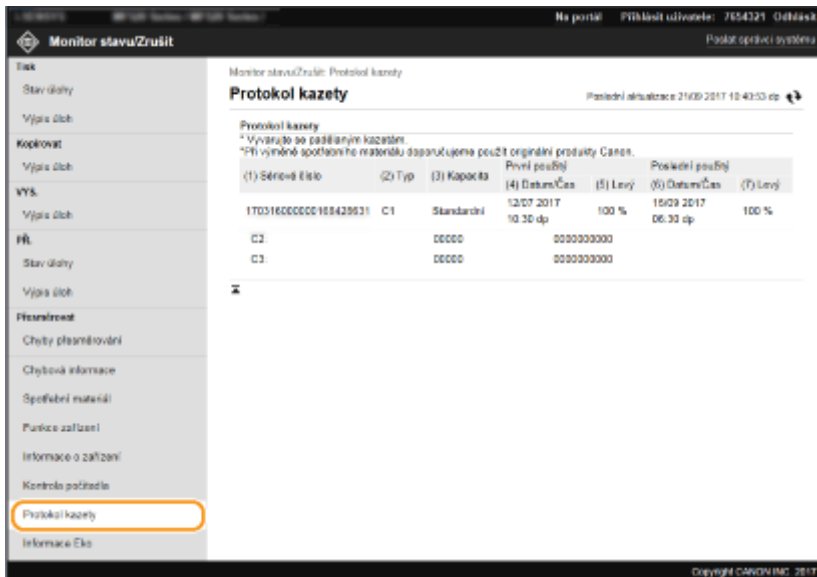 Na portál Přihlásit uživatele: 7654321 Odhlásit
Monitor stavu/Zrušit
Poslat správci systému
Tisk
Stav úlohy
Výpis úloh
Kopírovat
Výpis úloh
VYS.
Výpis úloh
PŘ.
Stav úlohy
Výpis úloh
Přesměrovat
Chyby přesměrování
Chybová informace
Spotřební materiál
Funkce zařízení
Informace o zařízení
Kontrola počitadla
Protokol kazety
Informace Eko
Monitor stavu/Zrušit: Protokol kazety
Protokol kazety
Poslední aktualizace 21/09 2017 10:40:53 dp
Protokol kazety
* Vyvarujte se padělaným kazetám.
*Při výměně spotřebního materiálu doporučujeme použít originální produkty Canon.
(1) Sériové číslo (2) Typ (3) Kapacita První použitý Poslední použitý
(4) Datum/Čas (5) Levý (6) Datum/Čas (7) Levý
C1 Standardní 12/07 2017 10:30 dp 100 % 15/09 2017 06:30 dp 100 %
C2: 00000 0000000000
C3: 00000 0000000000
Copyright CANON INC. 2017